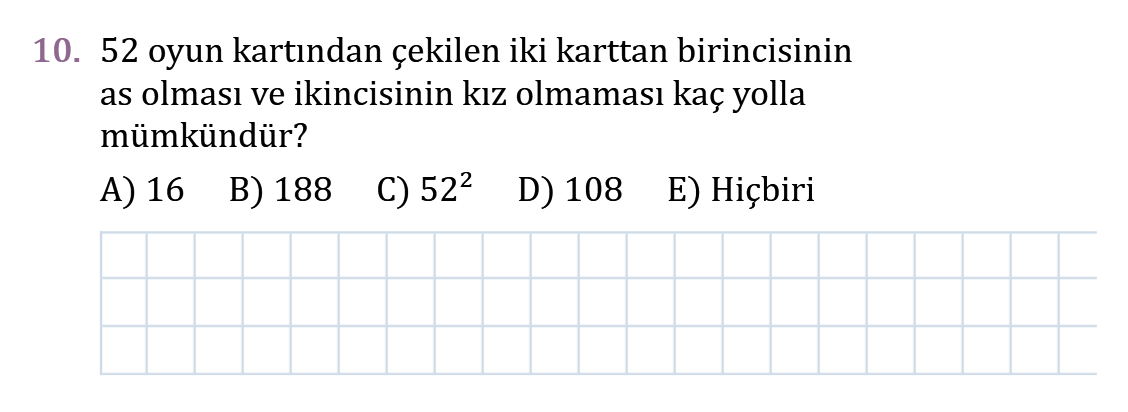 10. 52 oyun kartından çekilen iki karttan birincisinin
as olması ve ikincisinin kız olmaması kaç yolla
mümkündür?
A) 16 B) 188 C) 52² D) 108 E) Hiçbiri